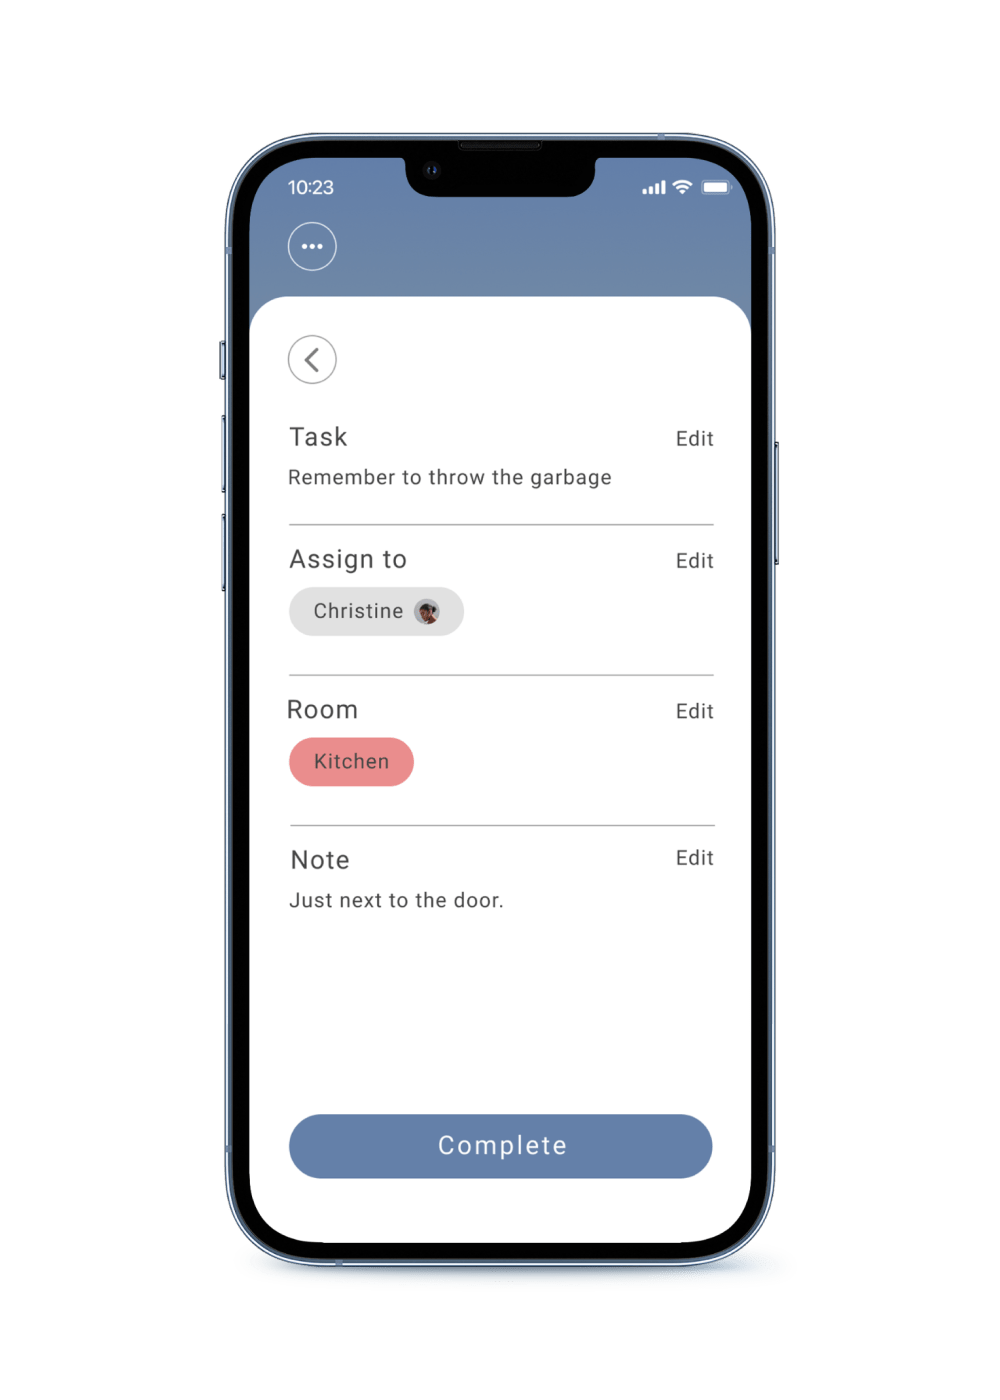 10:23
Task
Edit
Remember to throw the garbage
Assign to
Edit
Christine
Room
Edit
Kitchen
Note
Edit
Just next to the door.
Complete